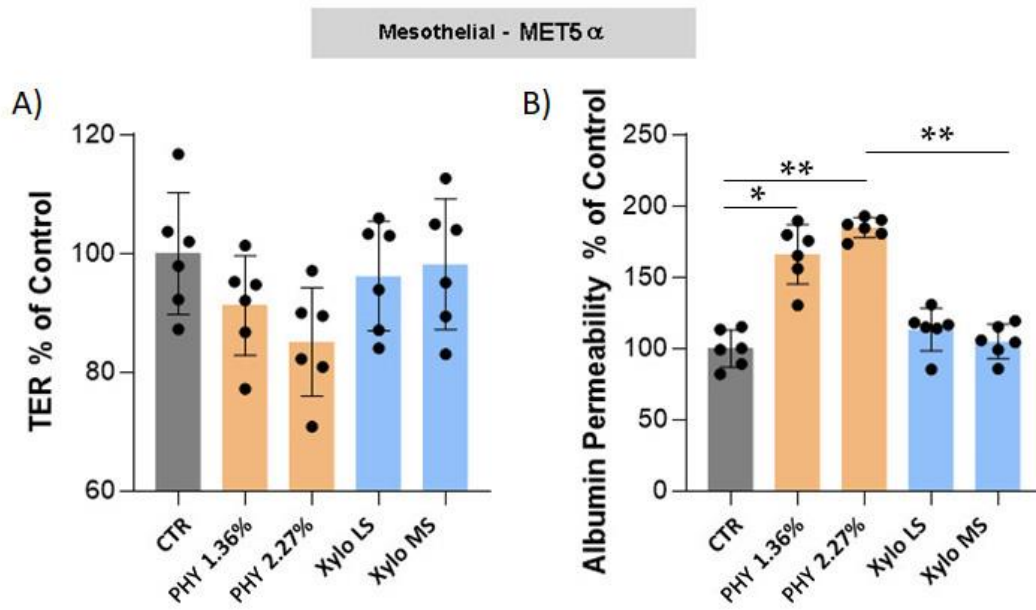 Mesothelial - MET5 α
A)
TER % of Control
120
100
80
60
CTR
PHY 1.36%
PHY 2.27%
Xylo LS
Xylo MS
B)
Albumin Permeability % of Control
250
200
150
100
50
0
**
**
*
CTR
PHY 1.36%
PHY 2.27%
Xylo LS
Xylo MS